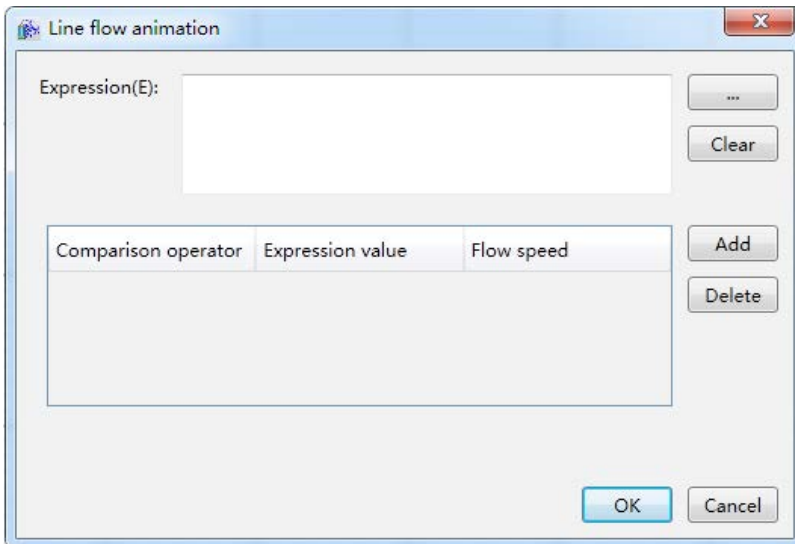 Line flow animation
Expression(E):
...
Clear
Comparison operator Expression value Flow speed
Add
Delete
OK Cancel